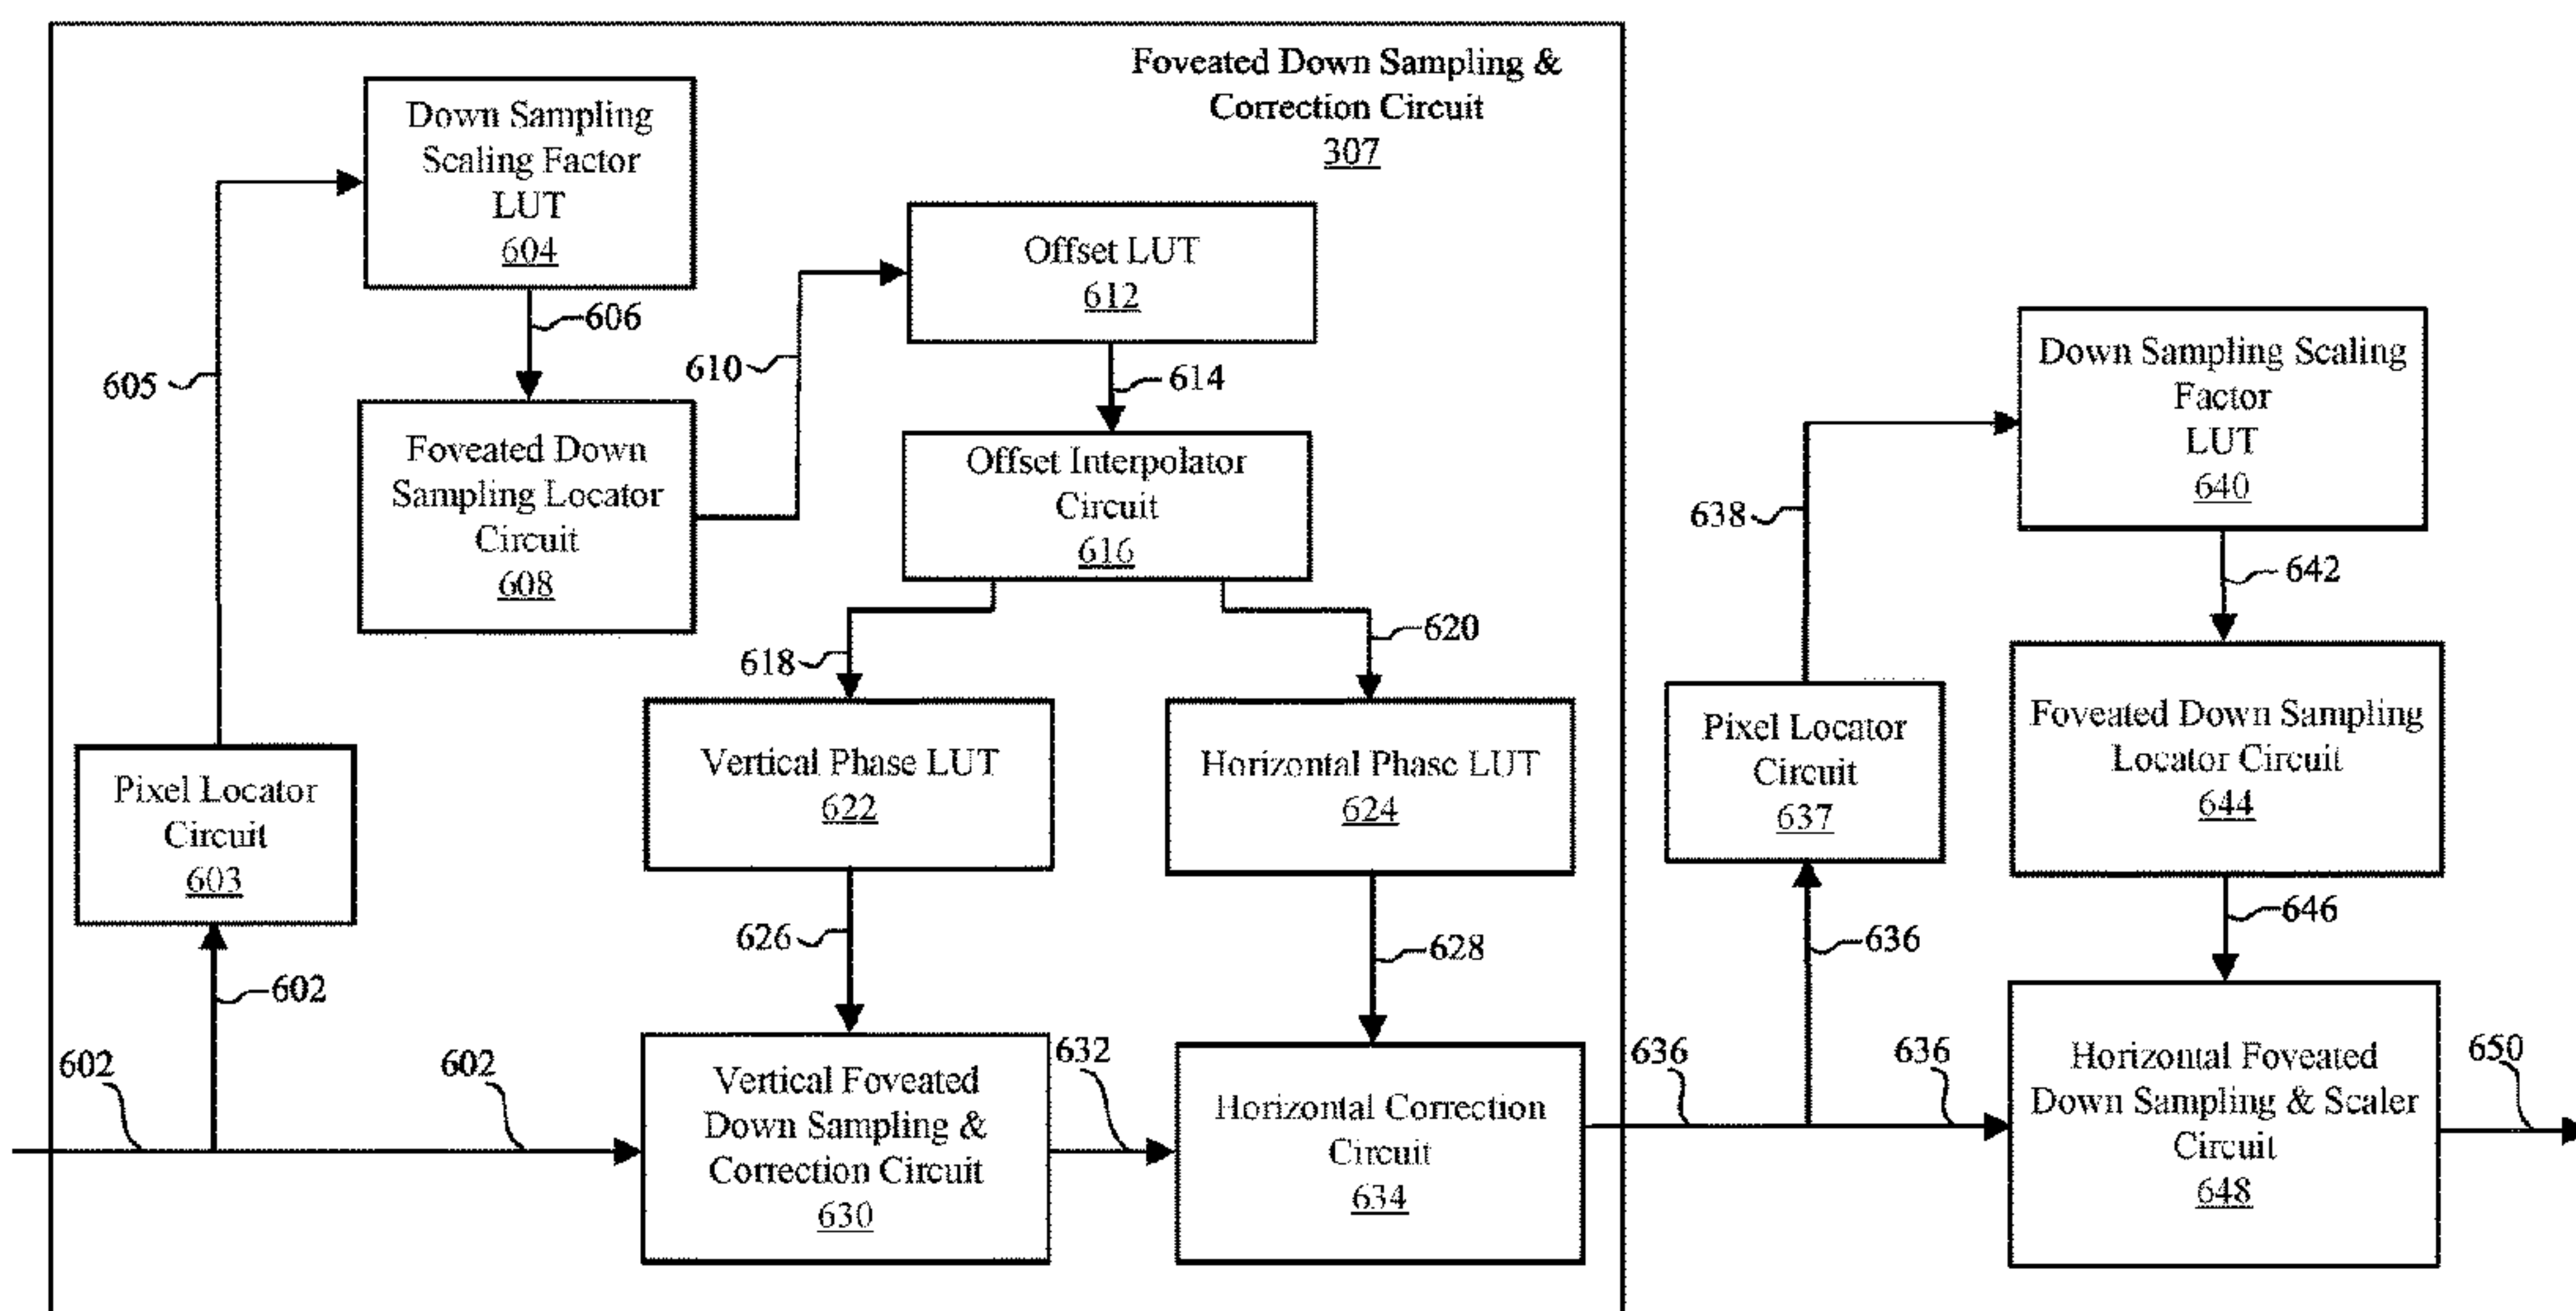 Foveated Down Sampling &
Correction Circuit
307
Down Sampling
Scaling Factor
LUT
604
606
605
Foveated Down
Sampling Locator
Circuit
608
610
Offset LUT
612
614
Offset Interpolator
Circuit
616
618
620
Vertical Phase LUT
622
Horizontal Phase LUT
624
626
628
Pixel Locator
Circuit
603
602
602
602
Vertical Foveated
Down Sampling &
Correction Circuit
630
632
Horizontal Correction
Circuit
634
636
636
636
Pixel Locator
Circuit
637
638
Down Sampling Scaling
Factor
LUT
640
642
Foveated Down Sampling
Locator Circuit
644
646
Horizontal Foveated
Down Sampling & Scaler
Circuit
648
650